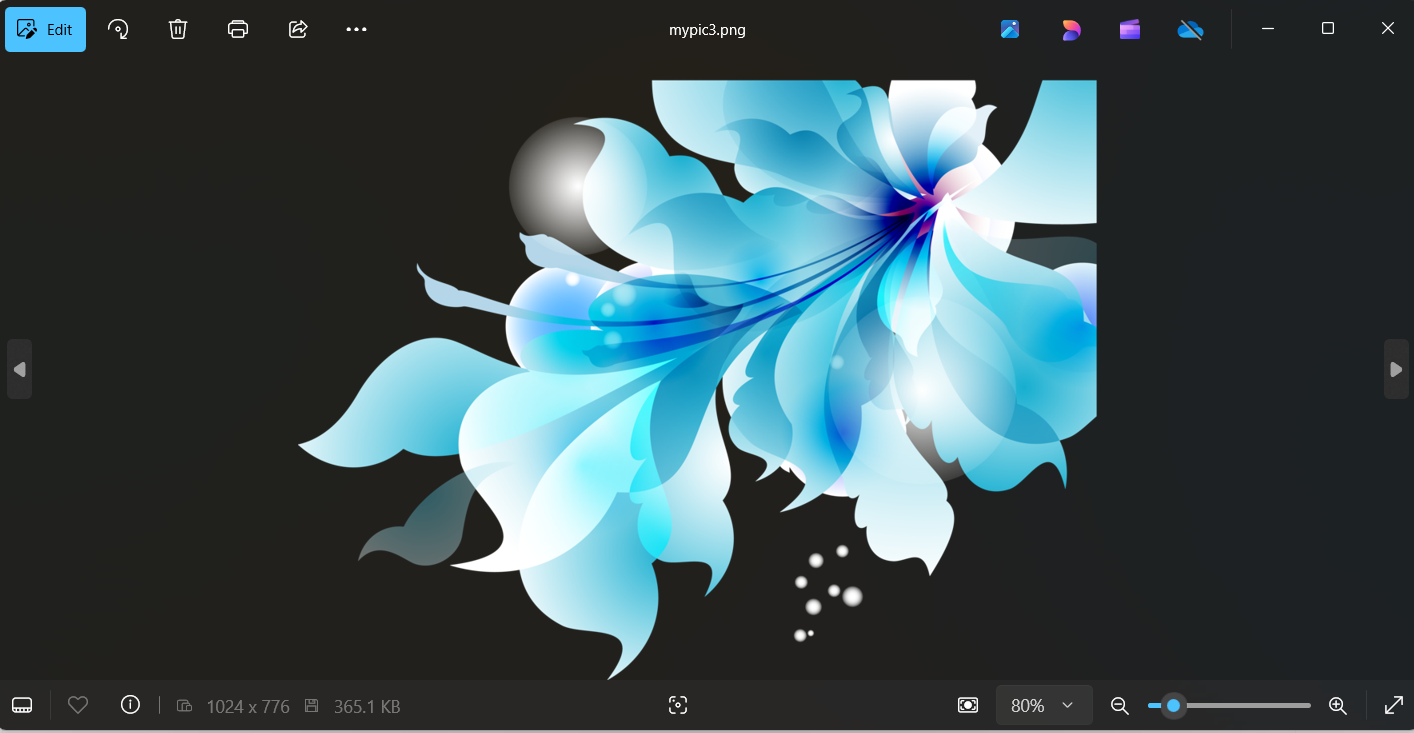 Edit
mypic3.png
1024 x 776
365.1 KB
80%